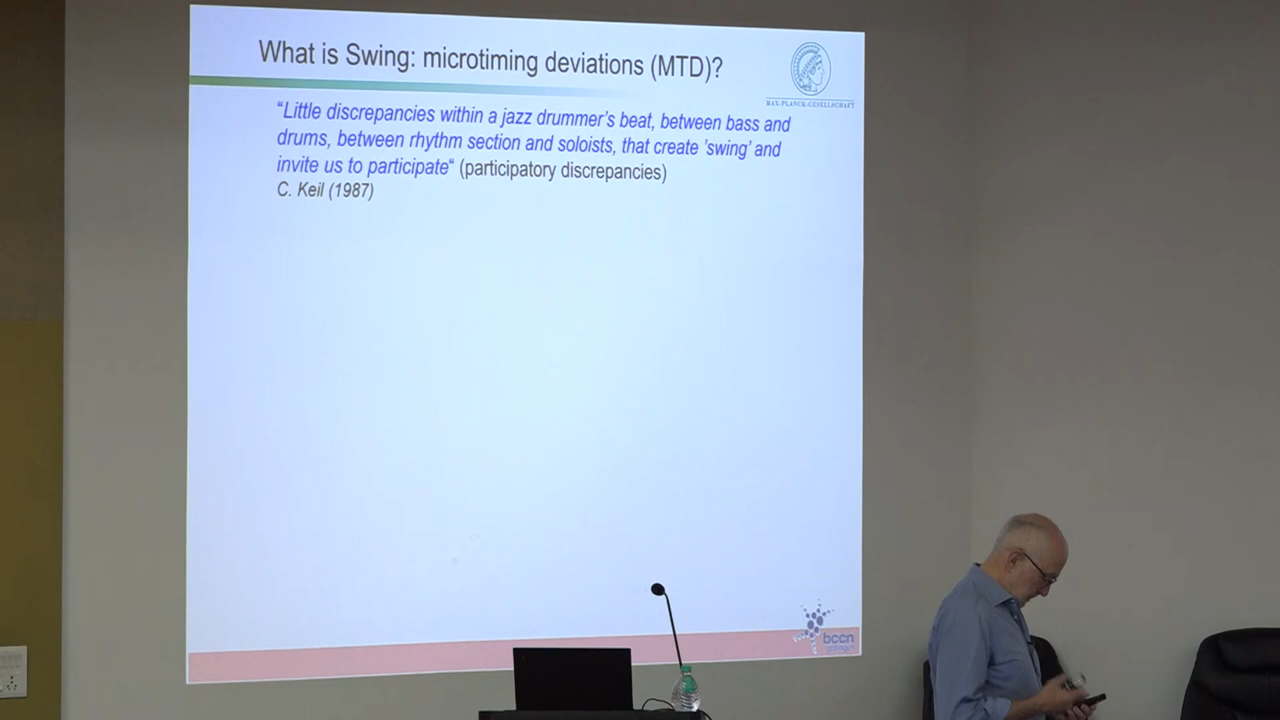 What is Swing: microtiming deviations (MTD)?
MAX-PLANCK-GESELLSCHAFT
“Little discrepancies within a jazz drummer’s beat, between bass and
drums, between rhythm section and soloists, that create ’swing’ and
invite us to participate“ (participatory discrepancies)
C. Keil (1987)
bccn